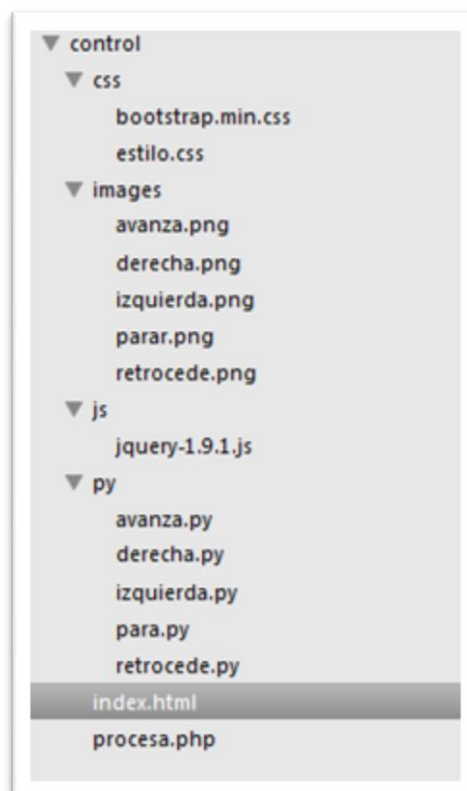 control
css
bootstrap.min.css
estilo.css
images
avanza.png
derecha.png
izquierda.png
parar.png
retrocede.png
js
jquery-1.9.1.js
py
avanza.py
derecha.py
izquierda.py
para.py
retrocede.py
index.html
procesa.php